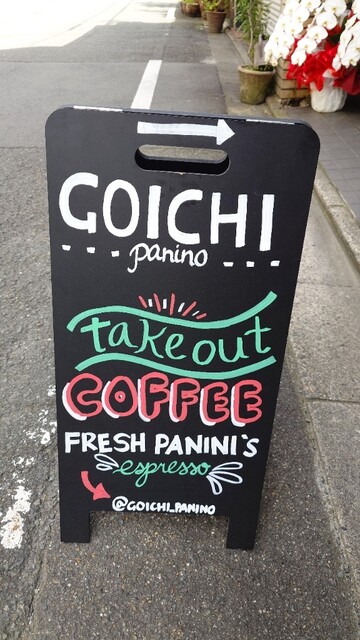 GOICHI
panino
take out
COFFEE
FRESH PANINI'S
espresso
@GOICHI_PANINO